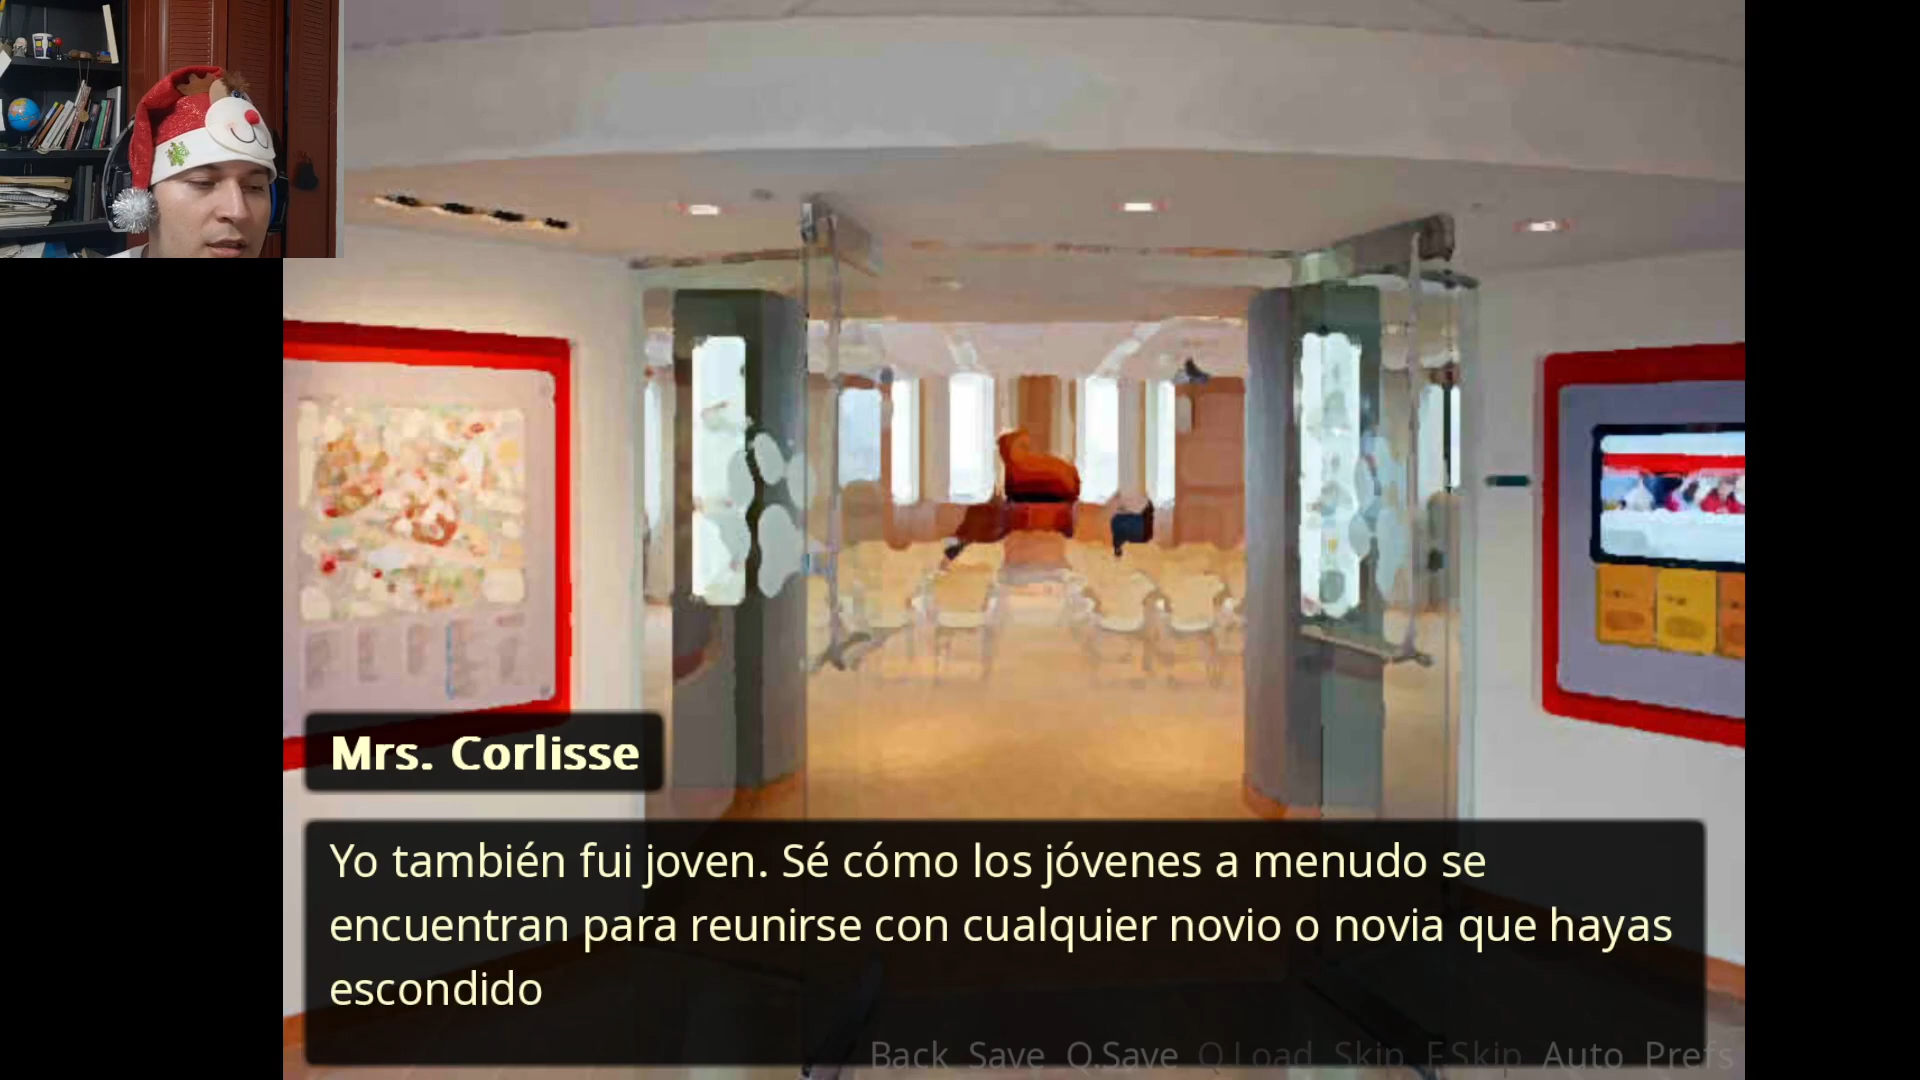 Mrs. Corlisse
Yo también fui joven. Sé cómo los jóvenes a menudo se
encuentran para reunirse con cualquier novio o novia que hayas
escondido
Back Save Q.Save Q.Load Skip F.Skip Auto Prefs